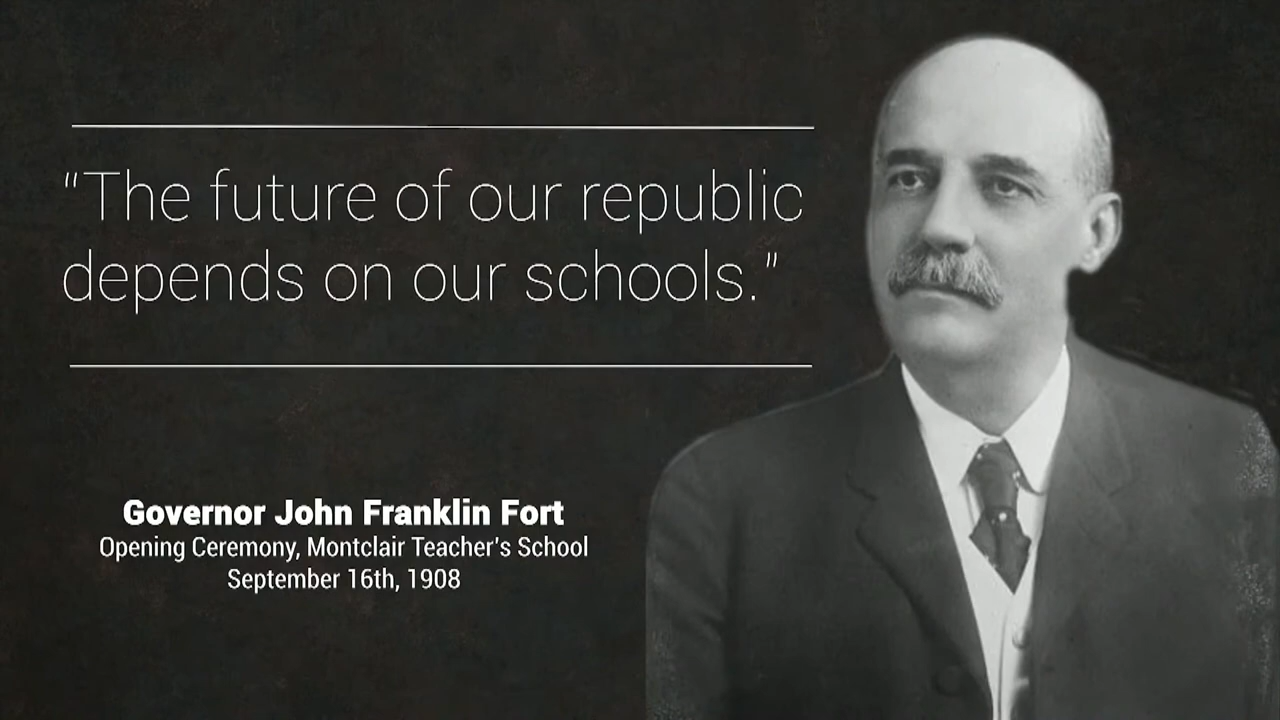 “The future of our republic
depends on our schools.”
Governor John Franklin Fort
Opening Ceremony, Montclair Teacher's School
September 16th, 1908